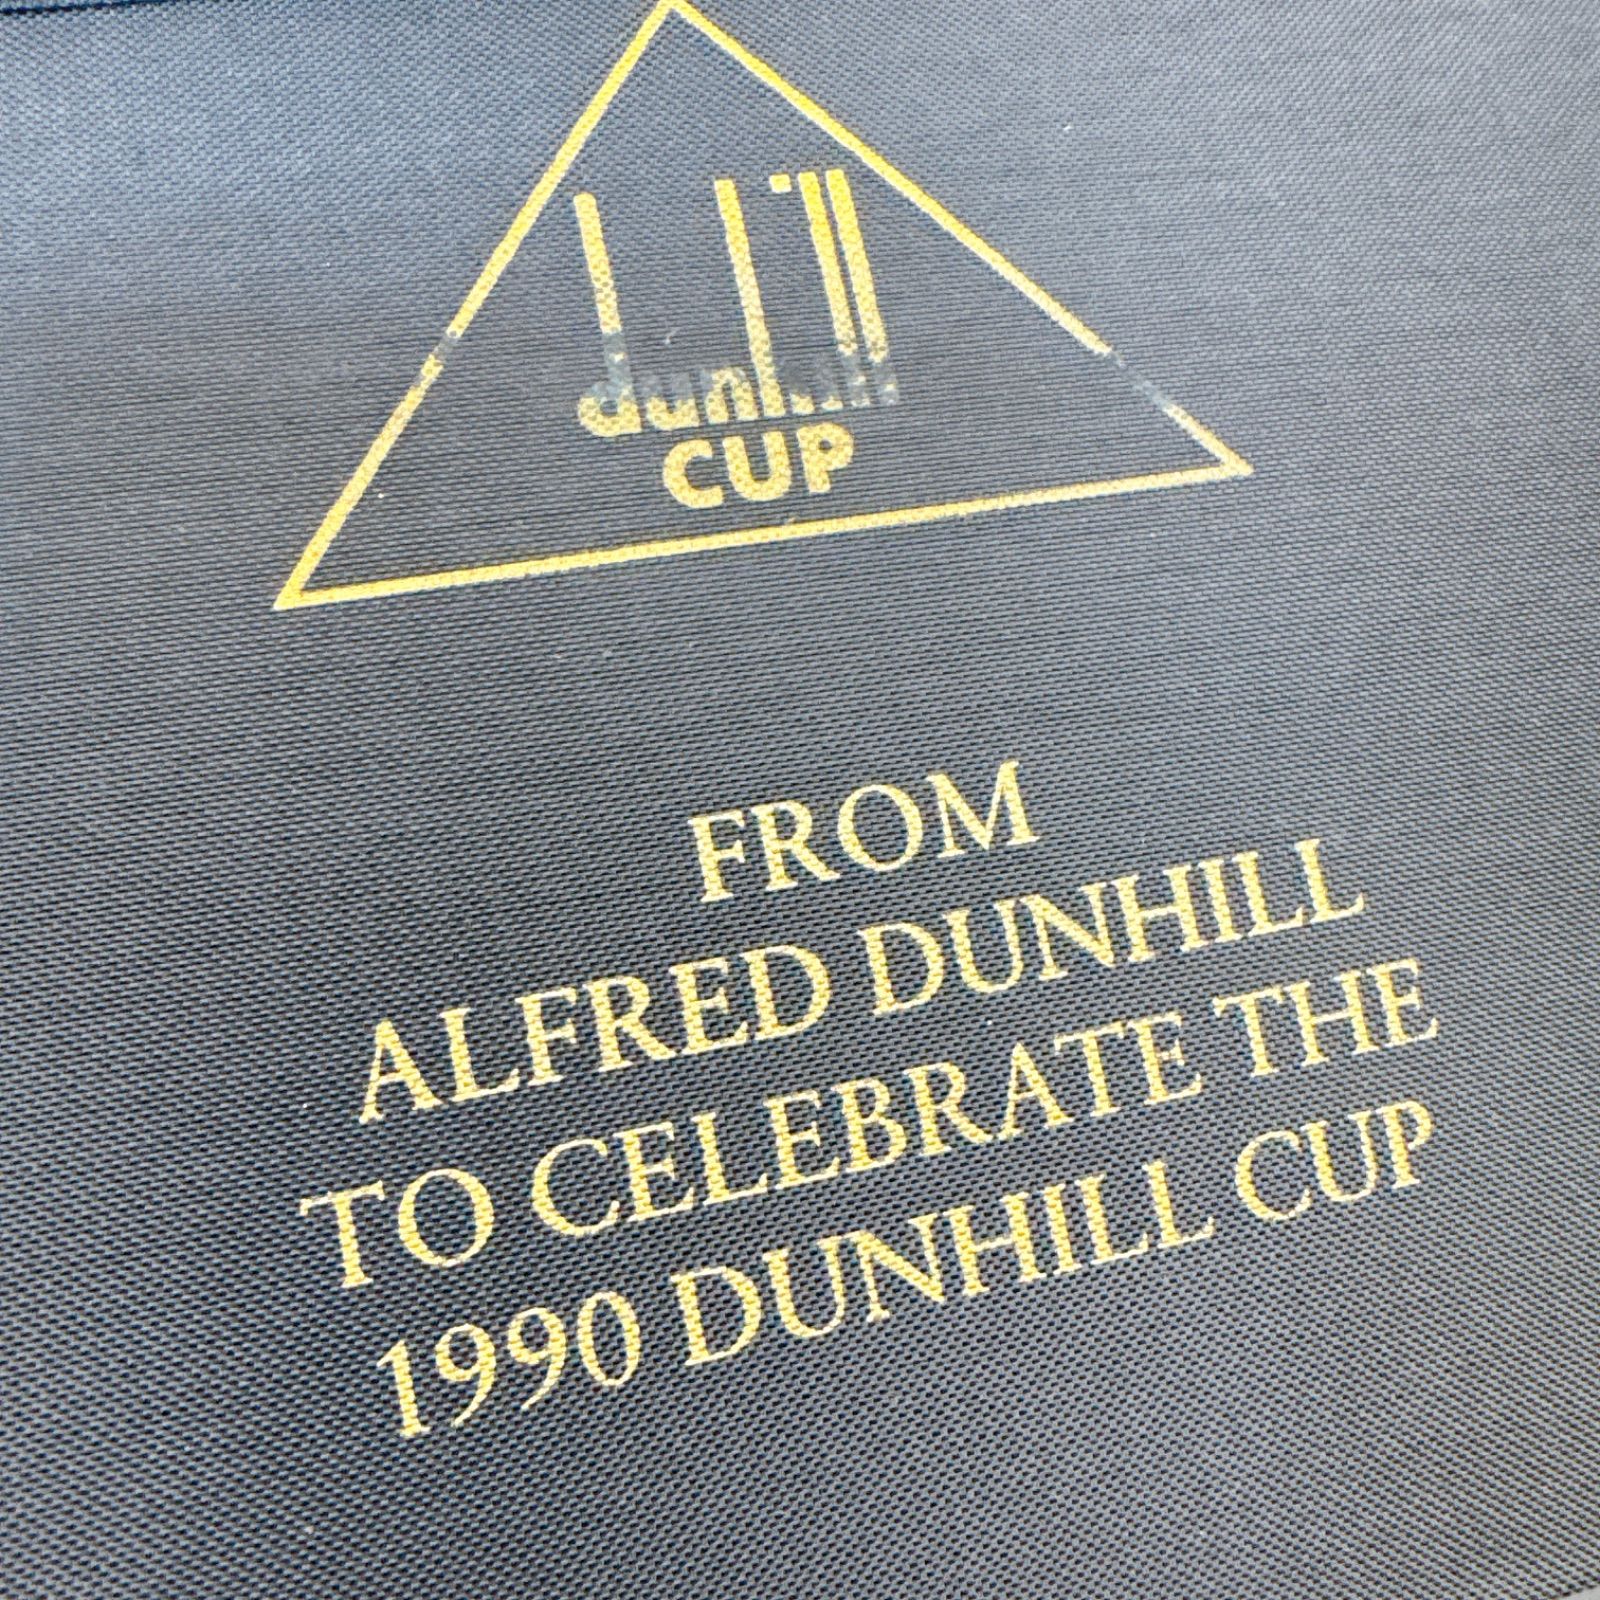 dunhill
CUP
FROM
ALFRED DUNHILL
TO CELEBRATE THE
1990 DUNHILL CUP